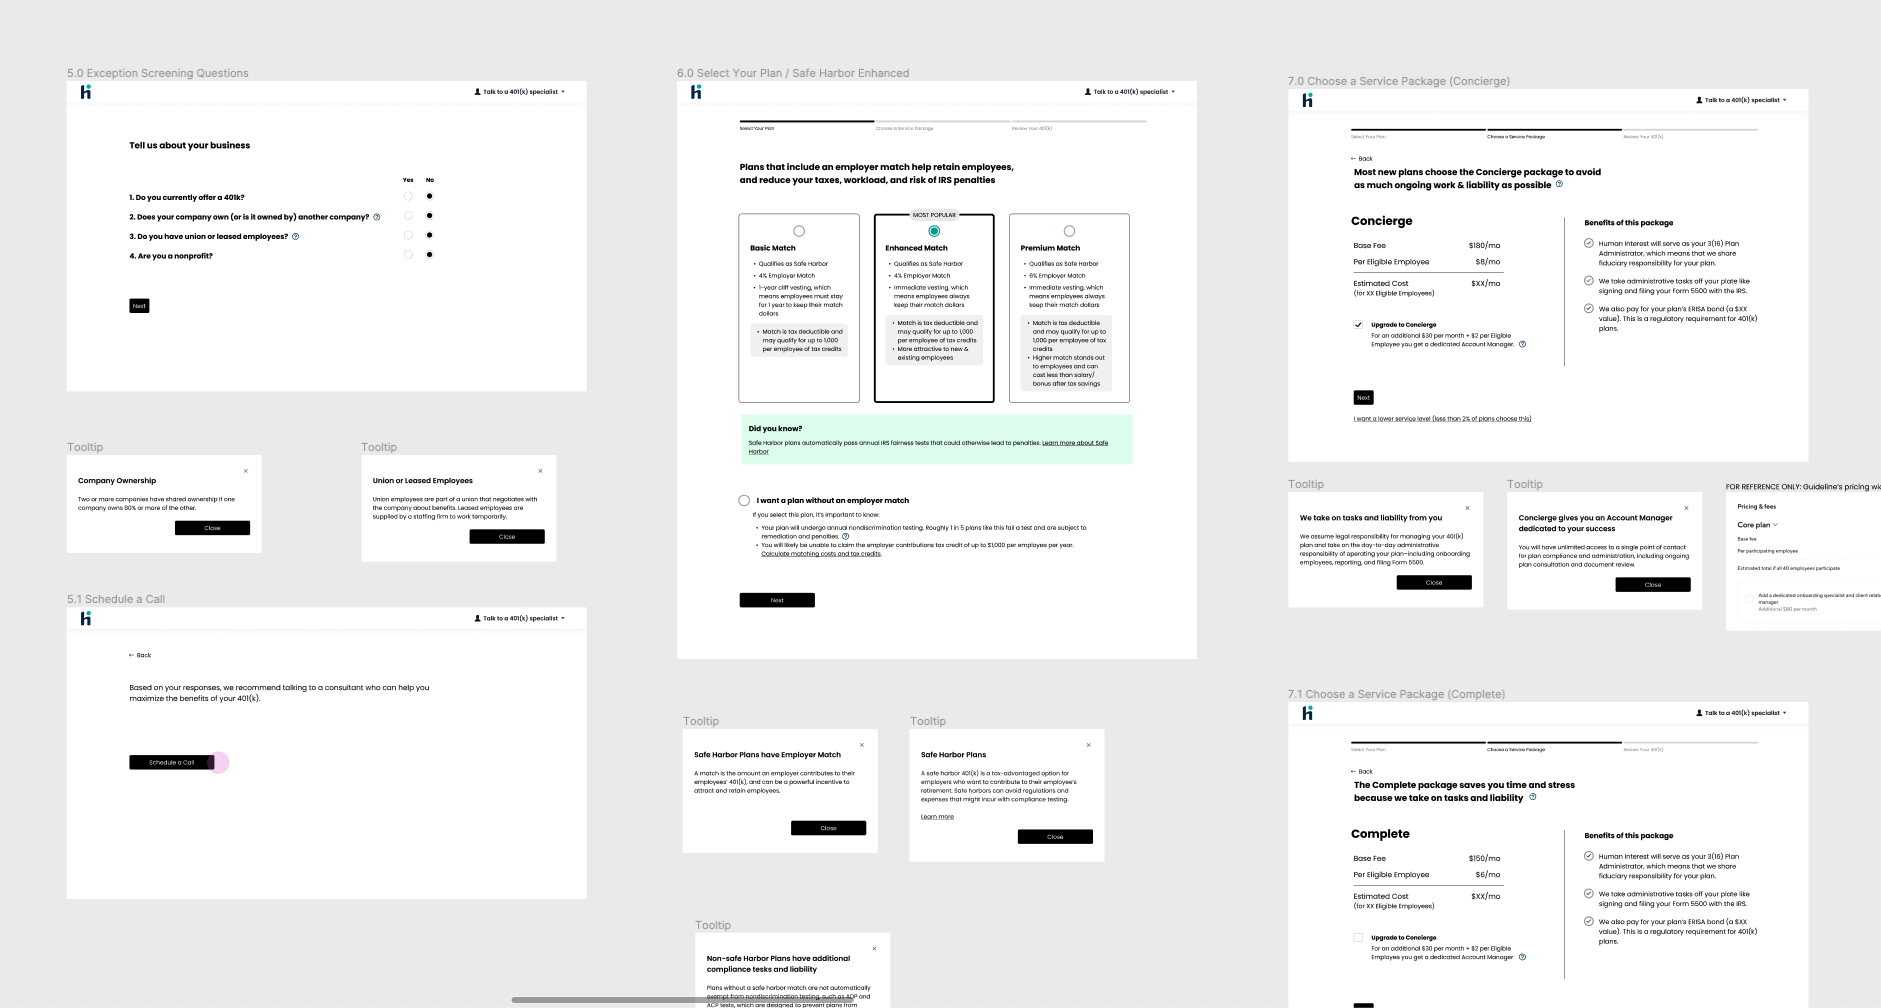 5.0 Exception Screening Questions
Talk to a 401(k) specialist
Tell us about your business
Yes No
1. Do you currently offer a 401k?
2. Does your company own (or is it owned by) another company?
3. Do you have union or leased employees?
4. Are you a nonprofit?
Next
Tooltip
Company Ownership
Two or more companies have shared ownership if one
company owns 80% or more of the other.
Close
Tooltip
Union or Leased Employees
Union employees are part of a union that negotiates with
the company about benefits. Leased employees are
supplied by a staffing firm to work temporarily.
Close
5.1 Schedule a Call
Talk to a 401(k) specialist
← Back
Based on your responses, we recommend talking to a consultant who can help you
maximize the benefits of your 401(k).
Schedule a Call
6.0 Select Your Plan / Safe Harbor Enhanced
Talk to a 401(k) specialist
Select Your Plan
Choose a Service Package
Review Your 401(k)
Plans that include an employer match help retain employees,
and reduce your taxes, workload, and risk of IRS penalties
Basic Match
• Qualifies as Safe Harbor
• 4% Employer Match
• 1-year cliff vesting, which
means employees must stay
for 1 year to keep their match
dollars
• Match is tax deductible and
may qualify for up to 1,000
per employee of tax credits
MOST POPULAR
Enhanced Match
• Qualifies as Safe Harbor
• 4% Employer Match
• Immediate vesting, which
means employees always
keep their match dollars
• Match is tax deductible and
may qualify for up to 1,000
per employee of tax credits
• More attractive to new &
existing employees
Premium Match
• Qualifies as Safe Harbor
• 6% Employer Match
• Immediate vesting, which
means employees always
keep their match dollars
• Match is tax deductible
and may qualify for up to
1,000 per employee of tax
credits
• Higher match stands out
to employees and can
cost less than salary/
bonus after tax savings
Did you know?
Safe Harbor plans automatically pass annual IRS fairness tests that could otherwise lead to penalties. Learn more about Safe
Harbor
I want a plan without an employer match
If you select this plan, it's important to know:
• Your plan will undergo annual nondiscrimination testing. Roughly 1 in 5 plans like this fail a test and are subject to
remediation and penalties.
• You will likely be unable to claim the employer contributions tax credit of up to $1,000 per employee per year.
Calculate matching costs and tax credits.
Next
Tooltip
Safe Harbor Plans have Employer Match
A match is the amount an employer contributes to their
employees' 401(k), and can be a powerful incentive to
attract and retain employees.
Close
Tooltip
Safe Harbor Plans
A safe harbor 401(k) is a tax-advantaged option for
employers who want to contribute to their employee's
retirement. Safe harbors can avoid regulations and
expenses that might incur with compliance testing.
Learn more
Close
Tooltip
Non-safe Harbor Plans have additional
compliance tesks and liability
Plans without a safe harbor match are not automatically
exempt from nondiscrimination testing, such as ADP and
ACP tests, which are designed to prevent plans from
7.0 Choose a Service Package (Concierge)
Talk to a 401(k) specialist
Select Your Plan
Choose a Service Package
Review Your 401(k)
← Back
Most new plans choose the Concierge package to avoid
as much ongoing work & liability as possible
Concierge
Base Fee $180/mo
Per Eligible Employee $8/mo
Estimated Cost $XX/mo
(for XX Eligible Employees)
Upgrade to Concierge
For an additional $30 per month + $2 per Eligible
Employee you get a dedicated Account Manager.
Benefits of this package
Human Interest will serve as your 3(16) Plan
Administrator, which means that we share
fiduciary responsibility for your plan.
We take administrative tasks off your plate like
signing and filing your Form 5500 with the IRS.
We also pay for your plan's ERISA bond (a $XX
value). This is a regulatory requirement for 401(k)
plans.
Next
I want a lower service level (less than 2% of plans choose this)
Tooltip
We take on tasks and liability from you
We assume legal responsibility for managing your 401(k)
plan and take on the day-to-day administrative
responsibility of operating your plan–including onboarding
employees, reporting, and filing Form 5500.
Close
Tooltip
Concierge gives you an Account Manager
dedicated to your success
You will have unlimited access to a single point of contact
for plan compliance and administration, including ongoing
plan consultation and document review.
Close
FOR REFERENCE ONLY: Guideline's pricing
Pricing & fees
Core plan
Base fee
Per participating employee
Estimated total if all 40 employees participate
Add a dedicated onboarding specialist and client
manager
Additional $80 per month
7.1 Choose a Service Package (Complete)
Talk to a 401(k) specialist
Select Your Plan
Choose a Service Package
Review Your 401(k)
← Back
The Complete package saves you time and stress
because we take on tasks and liability
Complete
Base Fee $150/mo
Per Eligible Employee $6/mo
Estimated Cost $XX/mo
(for XX Eligible Employees)
Upgrade to Concierge
For an additional $30 per month + $2 per Eligible
Employee you get a dedicated Account Manager
Benefits of this package
Human Interest will serve as your 3(16) Plan
Administrator, which means that we share
fiduciary responsibility for your plan.
We take administrative tasks off your plate like
signing and filing your Form 5500 with the IRS.
We also pay for your plan's ERISA bond (a $XX
value). This is a regulatory requirement for 401(k)
plans.